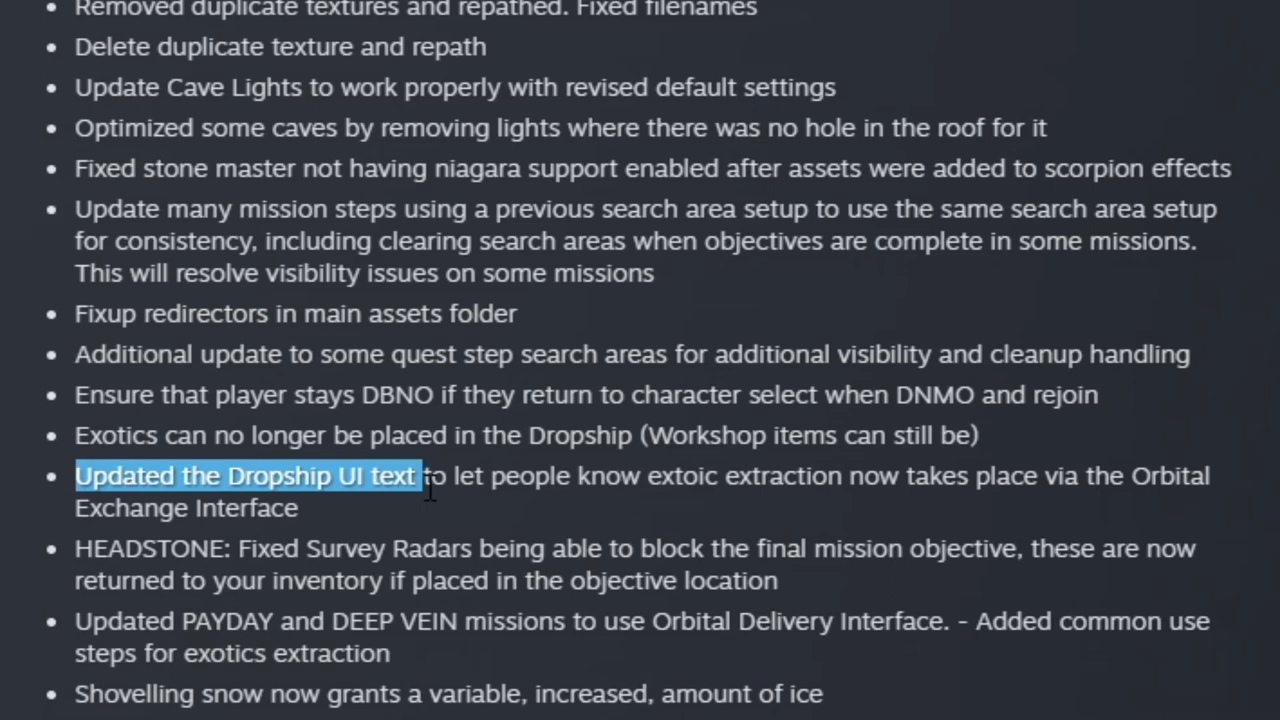 Removed duplicate textures and repathed. Fixed filenames
Delete duplicate texture and repath
Update Cave Lights to work properly with revised default settings
Optimized some caves by removing lights where there was no hole in the roof for it
Fixed stone master not having niagara support enabled after assets were added to scorpion effects
Update many mission steps using a previous search area setup to use the same search area setup
for consistency, including clearing search areas when objectives are complete in some missions.
This will resolve visibility issues on some missions
Fixup redirectors in main assets folder
Additional update to some quest step search areas for additional visibility and cleanup handling
Ensure that player stays DBNO if they return to character select when DNMO and rejoin
Exotics can no longer be placed in the Dropship (Workshop items can still be)
Updated the Dropship UI text to let people know extoic extraction now takes place via the Orbital
Exchange Interface
HEADSTONE: Fixed Survey Radars being able to block the final mission objective, these are now
returned to your inventory if placed in the objective location
Updated PAYDAY and DEEP VEIN missions to use Orbital Delivery Interface. - Added common use
steps for exotics extraction
Shovelling snow now grants a variable, increased, amount of ice